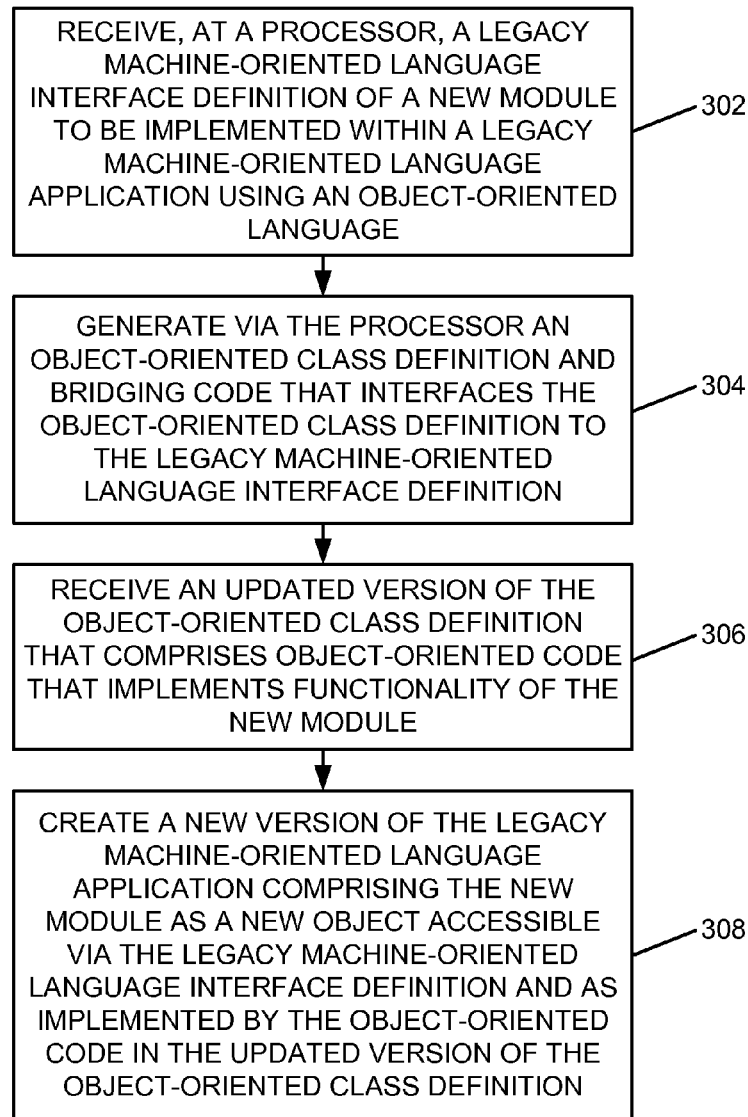 RECEIVE, AT A PROCESSOR, A LEGACY
MACHINE-ORIENTED LANGUAGE
INTERFACE DEFINITION OF A NEW MODULE
TO BE IMPLEMENTED WITHIN A LEGACY
MACHINE-ORIENTED LANGUAGE
APPLICATION USING AN OBJECT-ORIENTED
LANGUAGE
302
GENERATE VIA THE PROCESSOR AN
OBJECT-ORIENTED CLASS DEFINITION AND
BRIDGING CODE THAT INTERFACES THE
OBJECT-ORIENTED CLASS DEFINITION TO
THE LEGACY MACHINE-ORIENTED
LANGUAGE INTERFACE DEFINITION
304
RECEIVE AN UPDATED VERSION OF THE
OBJECT-ORIENTED CLASS DEFINITION
THAT COMPRISES OBJECT-ORIENTED CODE
THAT IMPLEMENTS FUNCTIONALITY OF THE
NEW MODULE
306
CREATE A NEW VERSION OF THE LEGACY
MACHINE-ORIENTED LANGUAGE
APPLICATION COMPRISING THE NEW
MODULE AS A NEW OBJECT ACCESSIBLE
VIA THE LEGACY MACHINE-ORIENTED
LANGUAGE INTERFACE DEFINITION AND AS
IMPLEMENTED BY THE OBJECT-ORIENTED
CODE IN THE UPDATED VERSION OF THE
OBJECT-ORIENTED CLASS DEFINITION
308